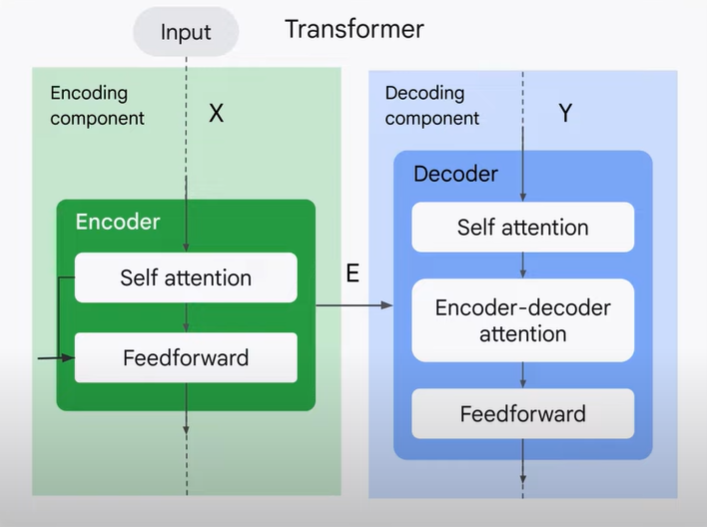 Input
Transformer
Encoding
component
X
Decoding
component
Y
Encoder
Self attention
Feedforward
E
Decoder
Self attention
Encoder-decoder
attention
Feedforward